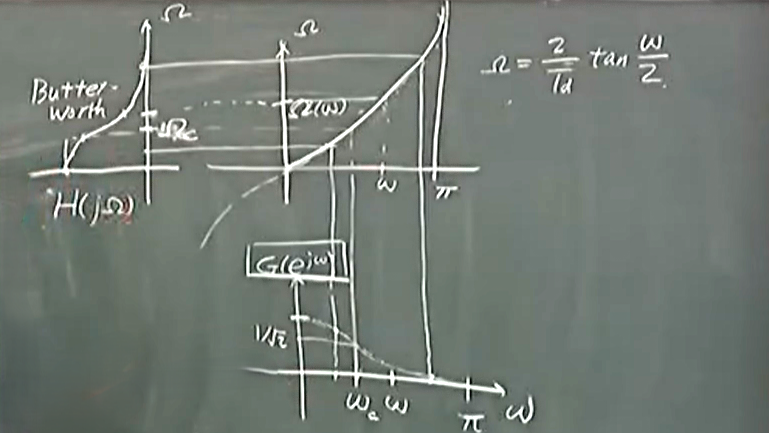 Ω
Ω
Ω = 2/Td tan ω/2
Butter-
worth
Ω(ω)
Ωc
ω
π
H(jΩ)
G(e^jω)
1/√2
ωc ω π ω